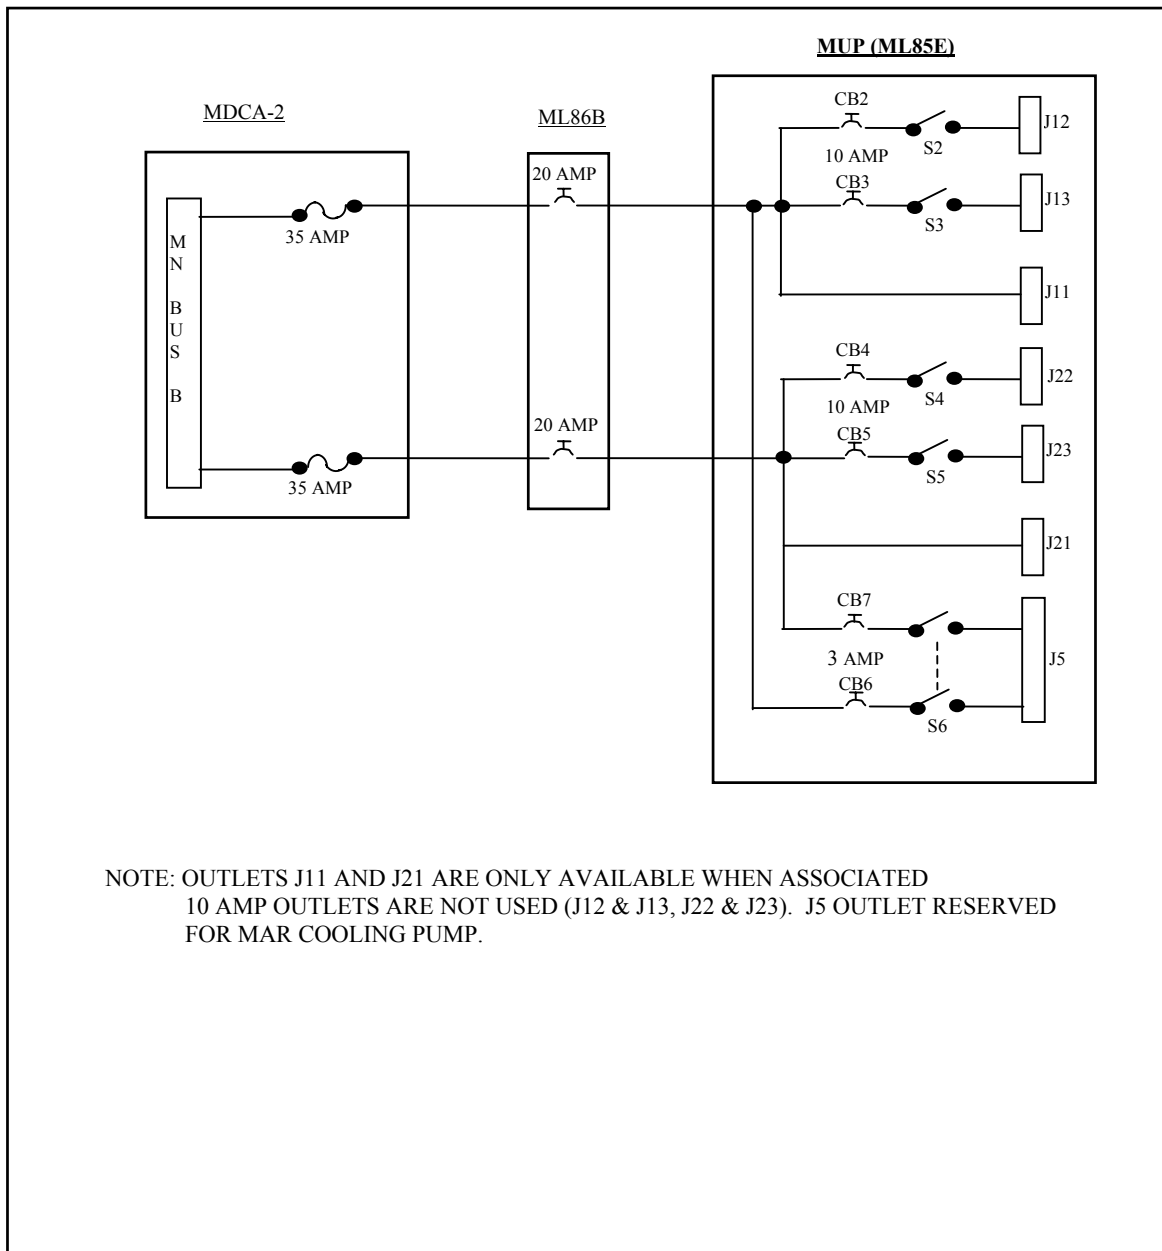 MUP (ML85E)
MDCA-2
ML86B
CB2
J12
S2
20 AMP
10 AMP
CB3
J13
S3
35 AMP
MN BUS B
J11
CB4
J22
S4
10 AMP
20 AMP
CB5
J23
S5
35 AMP
J21
CB7
3 AMP
J5
CB6
S6
NOTE: OUTLETS J11 AND J21 ARE ONLY AVAILABLE WHEN ASSOCIATED
10 AMP OUTLETS ARE NOT USED (J12 & J13, J22 & J23). J5 OUTLET RESERVED
FOR MAR COOLING PUMP.